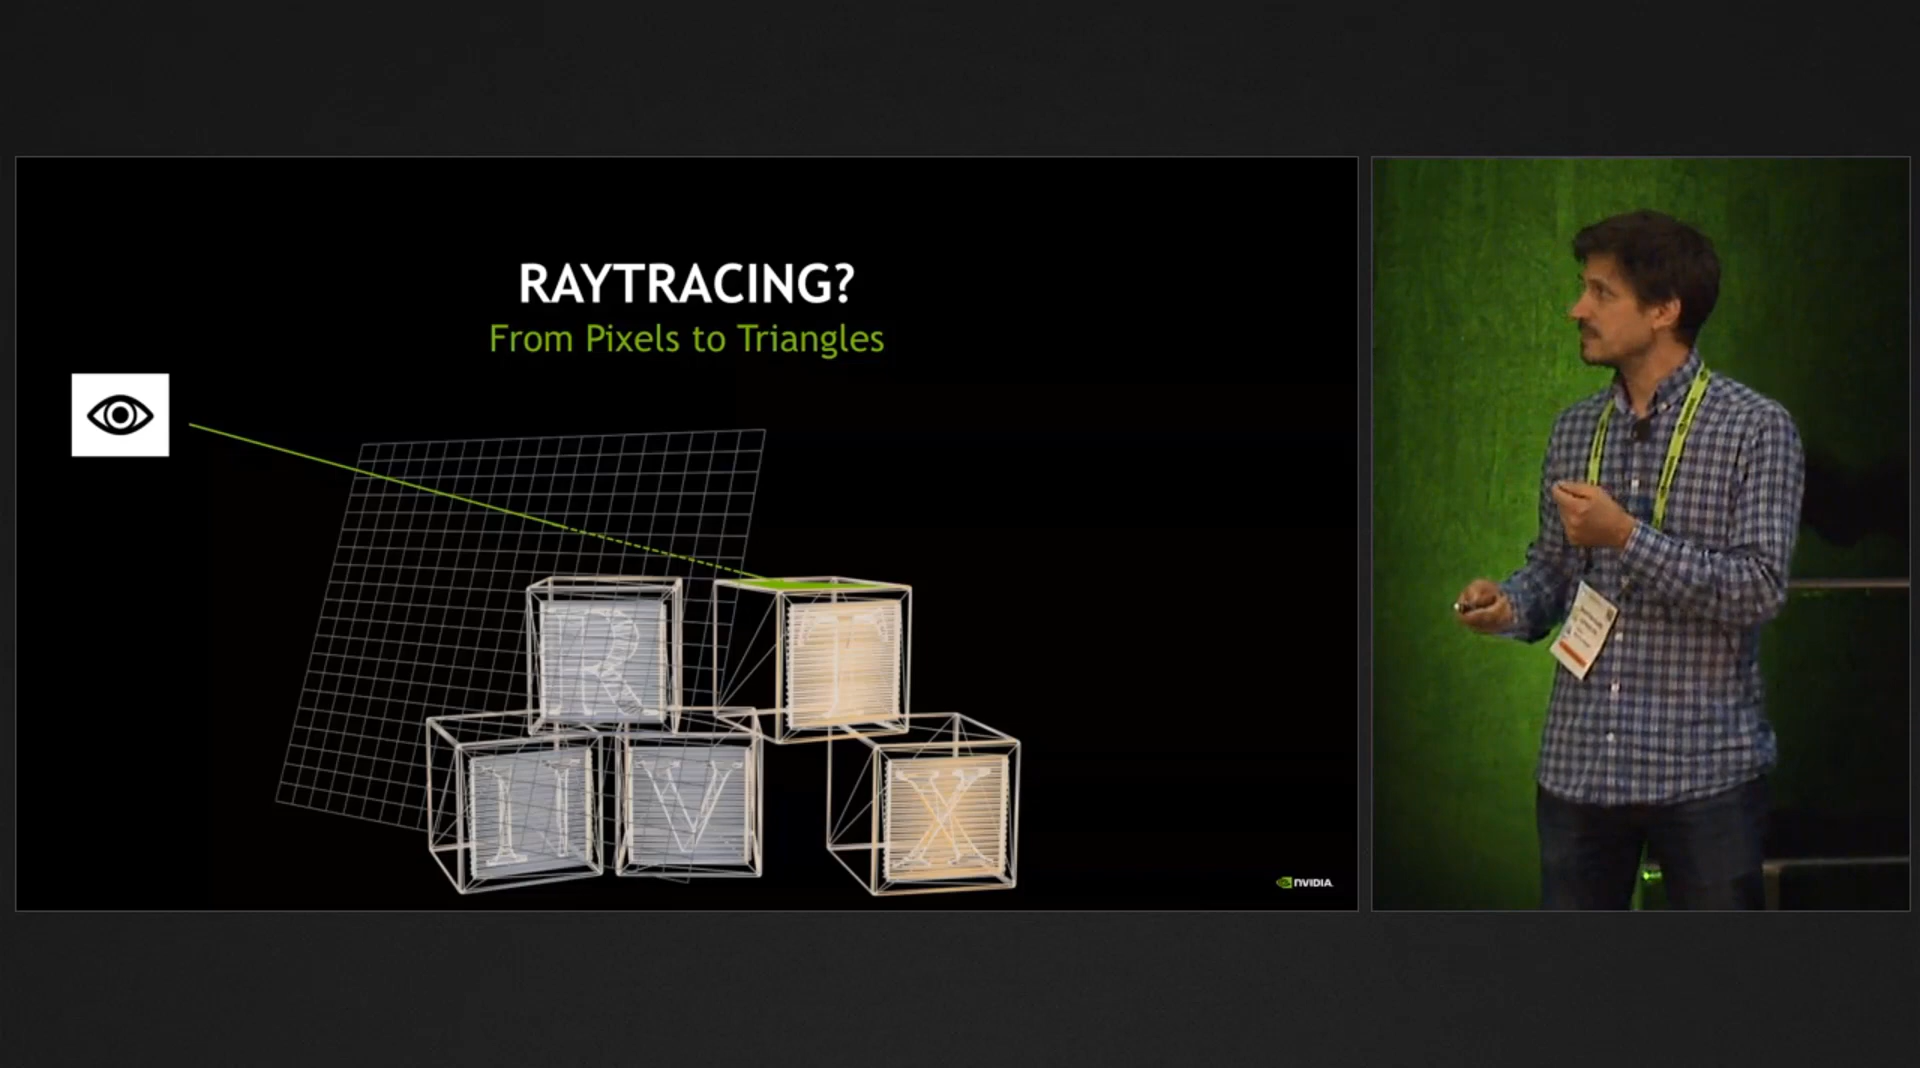 RAYTRACING?
From Pixels to Triangles
R T
N V X
NVIDIA.